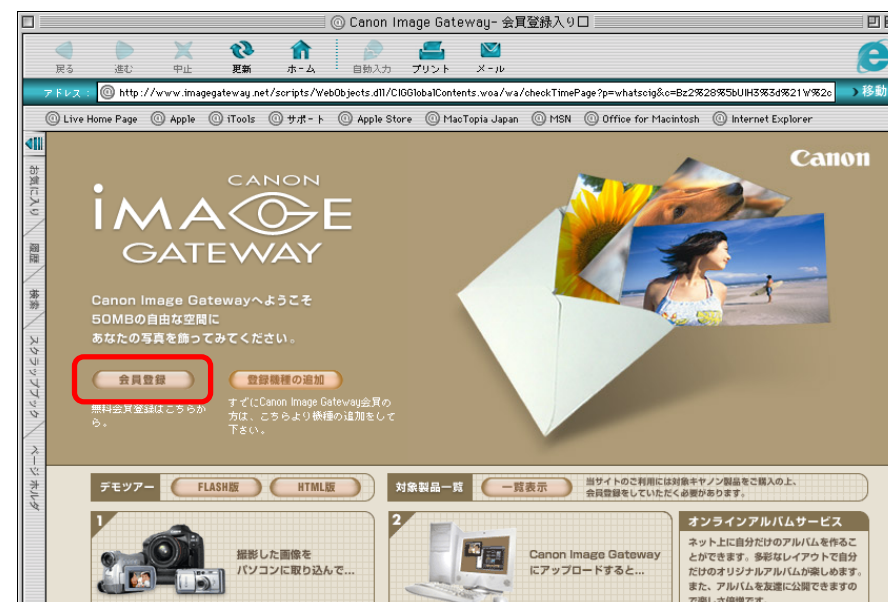 Canon Image Gateway- 会員登録入り口
戻る 進む 中止 更新 ホーム 自動入力 プリント メール
アドレス: http://www.imagegateway.net/scripts/WebObjects.dll/CIGGlobalContents.woa/wa/checkTimePage?p=whatscig&c=Bz2%28%5bUIH3%3d%21W%2c 移動
Live Home Page Apple iTools サポート Apple Store MacTopia Japan MSN Office for Macintosh Internet Explorer
お気に入り
履歴
検索
スクラップブック
ページ ホルダ
Canon
CANON
iMAGE
GATEWAY
Canon Image Gatewayへようこそ
50MBの自由な空間に
あなたの写真を飾ってみてください。
会員登録
無料会員登録はこちらか
ら。
登録機種の追加
すでにCanon Image Gateway会員の
方は、こちらより機種の追加をして
下さい。
デモツアー FLASH版 HTML版
対象製品一覧 一覧表示
当サイトのご利用には対象キヤノン製品をご購入の上、
会員登録をしていただく必要があります。
1
撮影した画像を
パソコンに取り込んで...
2
Canon Image Gateway
にアップロードすると...
オンラインアルバムサービス
ネット上に自分だけのアルバムを作るこ
とができます。多彩なレイアウトで自分
だけのオリジナルアルバムが楽しめます。
また、アルバムを友達に公開できますの
で楽しさ倍増です。